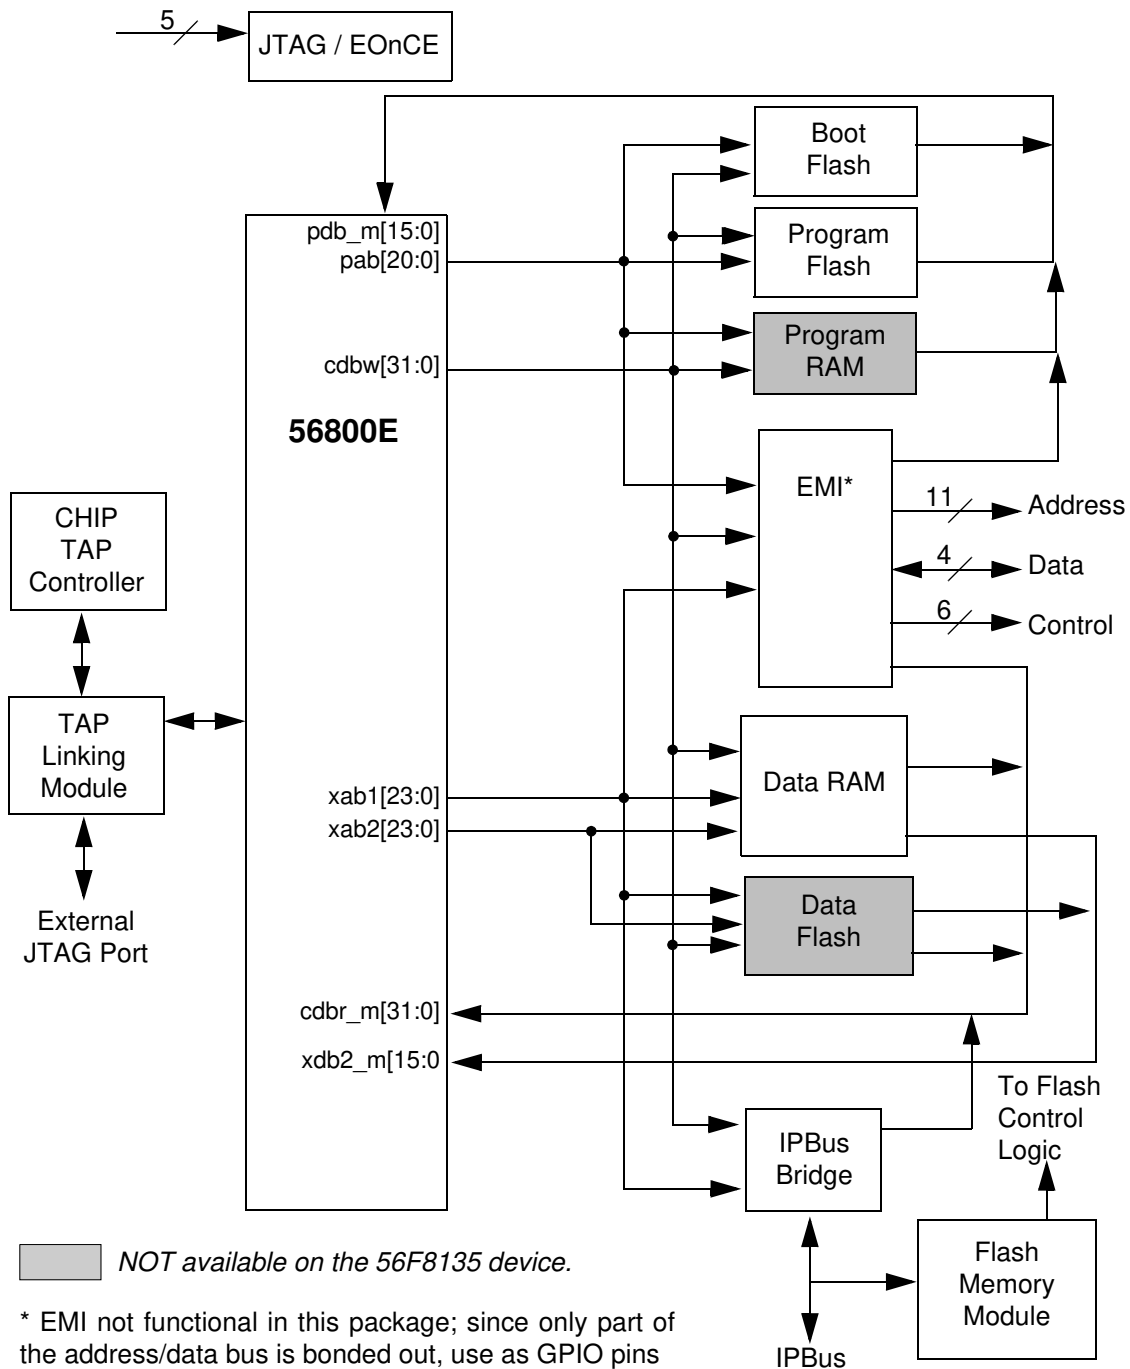 5
JTAG / EOnCE
Boot
Flash
pdb_m[15:0]
pab[20:0]
Program
Flash
cdbw[31:0]
Program
RAM
56800E
EMI*
11
Address
4
Data
6
Control
CHIP
TAP
Controller
TAP
Linking
Module
External
JTAG Port
xab1[23:0]
xab2[23:0]
Data RAM
Data
Flash
cdbr_m[31:0]
xdb2_m[15:0
To Flash
Control
Logic
IPBus
Bridge
Flash
Memory
Module
IPBus
NOT available on the 56F8135 device.
* EMI not functional in this package; since only part of
the address/data bus is bonded out, use as GPIO pins